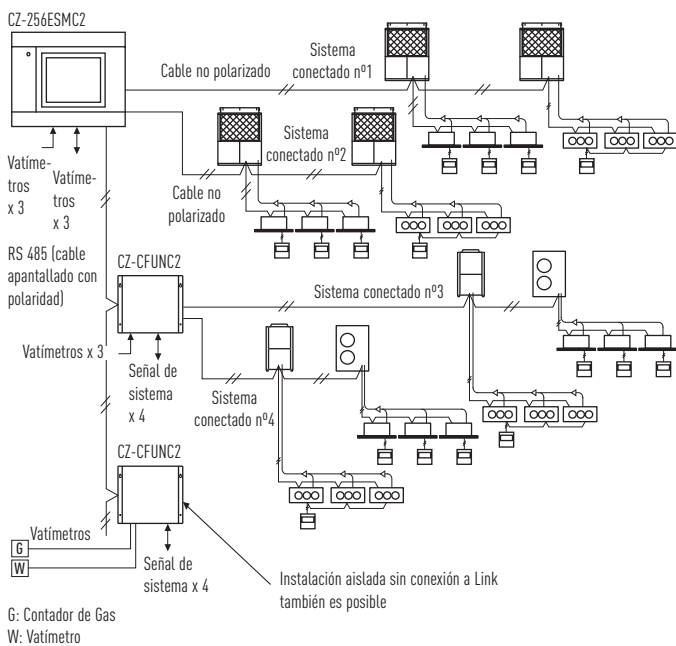 CZ-256ESMC2
Cable no polarizado
Sistema
conectado nº1
Sistema
conectado nº2
Cable no
polarizado
Vatíme-
tros
x 3
Vatíme-
tros
x 3
RS 485 (cable
apantallado con
polaridad)
CZ-CFUNC2
Sistema conectado nº3
Vatímetros x 3
Señal de
sistema
x 4
Sistema
conectado nº4
CZ-CFUNC2
Vatímetros
G
W
Señal de
sistema x 4
Instalación aislada sin conexión a Link
también es posible
G: Contador de Gas
W: Vatímetro